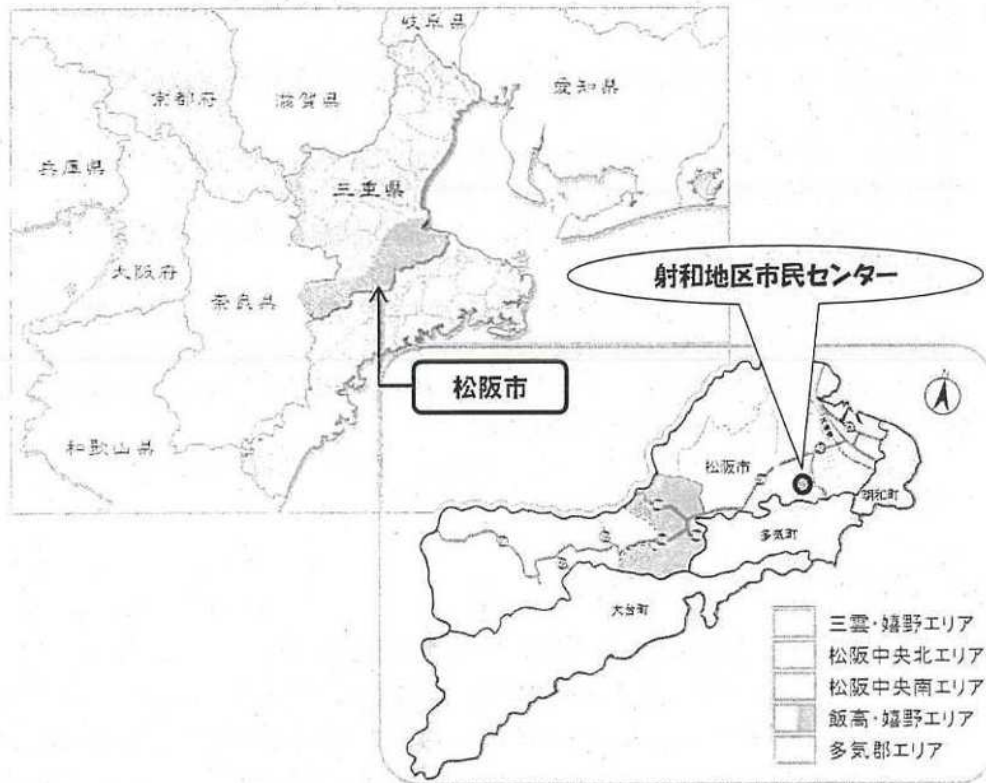 岐阜県
京都府
滋賀県
愛知県
兵庫県
三重県
大阪府
奈良県
射和地区市民センター
松阪市
和歌山県
N
松阪市
明和町
多気町
大台町
三雲・嬉野エリア
松阪中央北エリア
松阪中央南エリア
飯高・嬉野エリア
多気郡エリア